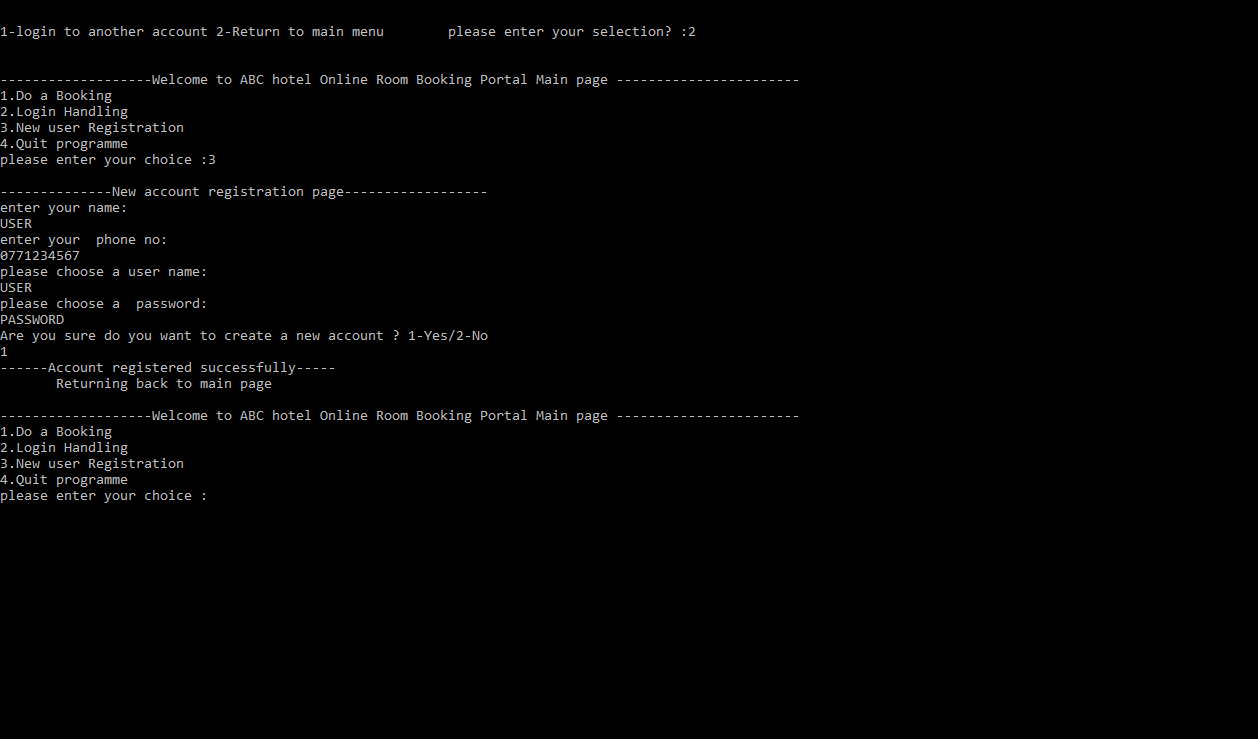 1-login to another account 2-Return to main menu        please enter your selection? :2
-------------------Welcome to ABC hotel Online Room Booking Portal Main page -----------------------
1.Do a Booking
2.Login Handling
3.New user Registration
4.Quit programme
please enter your choice :3
--------------New account registration page------------------
enter your name:
USER
enter your  phone no:
0771234567
please choose a user name:
USER
please choose a  password:
PASSWORD
Are you sure do you want to create a new account ? 1-Yes/2-No
1
------Account registered successfully-----
       Returning back to main page
-------------------Welcome to ABC hotel Online Room Booking Portal Main page -----------------------
1.Do a Booking
2.Login Handling
3.New user Registration
4.Quit programme
please enter your choice :